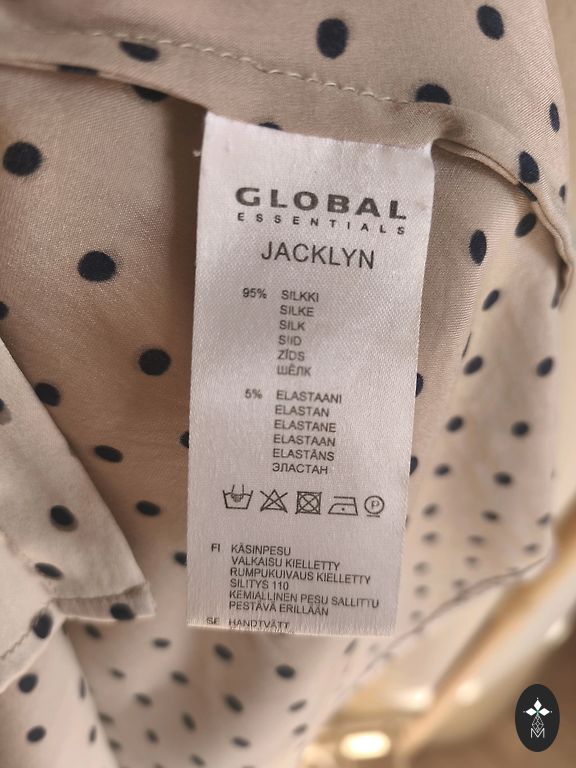 GLOBAL
ESSENTIALS
JACKLYN
95% SILKKI
SILKE
SILK
SIID
ZĪDS
ШЁЛК
5% ELASTAANI
ELASTAN
ELASTANE
ELASTAAN
ELASTĀNS
ЭЛАСТАН
P
FI KÄSINPESU
VALKAISU KIELLETTY
RUMPUKUIVAUS KIELLETTY
SILITYS 110
KEMIALLINEN PESU SALLITTU
PESTÄVÄ ERILLÄÄN
SE HANDTVÄTT
M